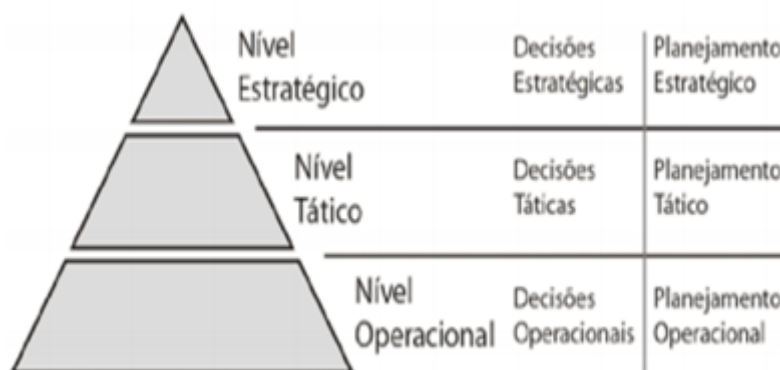 Nível
Estratégico
Decisões
Estratégicas
Planejamento
Estratégico
Nível
Tático
Decisões
Táticas
Planejamento
Tático
Nível
Operacional
Decisões
Operacionais
Planejamento
Operacional